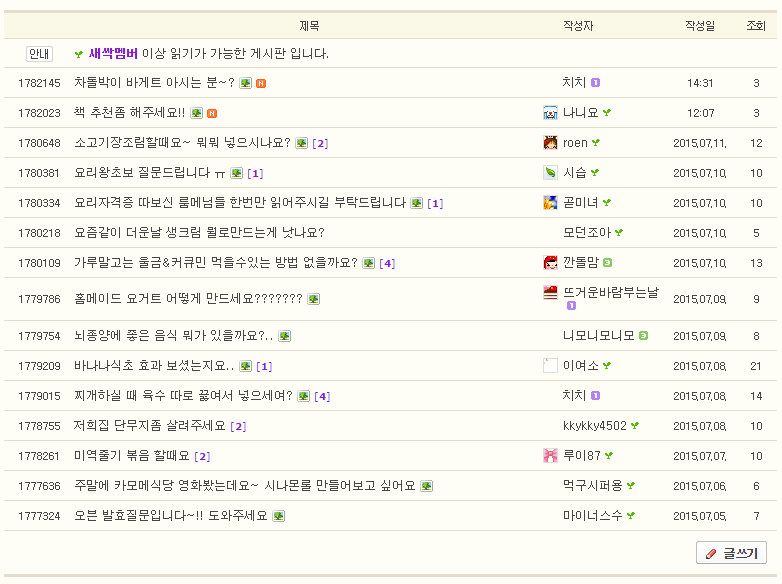 제목 작성자 작성일 조회
안내 새싹멤버 이상 읽기가 가능한 게시판 입니다.
1782145 차돌박이 바게트 아시는 분~? N 치치 1 14:31 3
1782023 책 추천좀 해주세요!! N 나니요 12:07 3
1780648 소고기장조림할때요~ 뭐뭐 넣으시나요? [2] roen 2015.07.11. 12
1780381 요리왕초보 질문드립니다 ㅠ [1] 시습 2015.07.10. 10
1780334 요리자격증 따보신 룸메님들 한번만 읽어주시길 부탁드립니다 [1] 곧미녀 2015.07.10. 10
1780218 요즘같이 더운날 생크림 뭘로만드는게 낫나요? 모던조아 2015.07.10. 5
1780109 가루말고는 울금&커큐민 먹을수있는 방법 없을까요? [4] 깐돌맘 3 2015.07.10. 13
1779786 홈메이드 요거트 어떻게 만드세요??????? 뜨거운바람부는날 1 2015.07.09. 9
1779754 뇌종양에 좋은 음식 뭐가 있을까요?.. 니모니모니모 3 2015.07.09. 8
1779209 바나나식초 효과 보셨는지요.. [1] 이여소 2015.07.08. 21
1779015 찌개하실 때 육수 따로 끓여서 넣으세여? [4] 치치 1 2015.07.08. 14
1778755 저희집 단무지좀 살려주세요 [2] kkykky4502 2015.07.08. 10
1778261 미역줄기 볶음 할때요 [2] 루이87 2015.07.07. 10
1777636 주말에 카모메식당 영화봤는데요~ 시나몬롤 만들어보고 싶어요 먹구시퍼용 2015.07.06. 6
1777324 오븐 발효질문입니다~!! 도와주세요 마이너스수 2015.07.05. 7
글쓰기